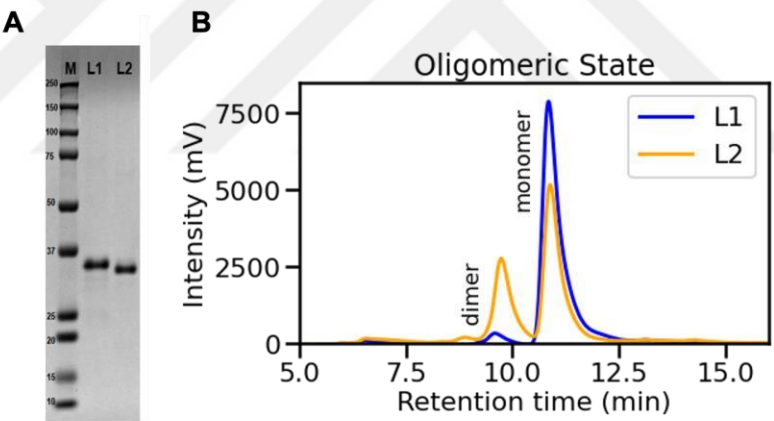 A
M L1 L2
250
150
100
75
50
37
25
20
15
10
B
Oligomeric State
Intensity (mV)
7500
5000
2500
0
monomer
dimer
L1
L2
5.0 7.5 10.0 12.5 15.0
Retention time (min)